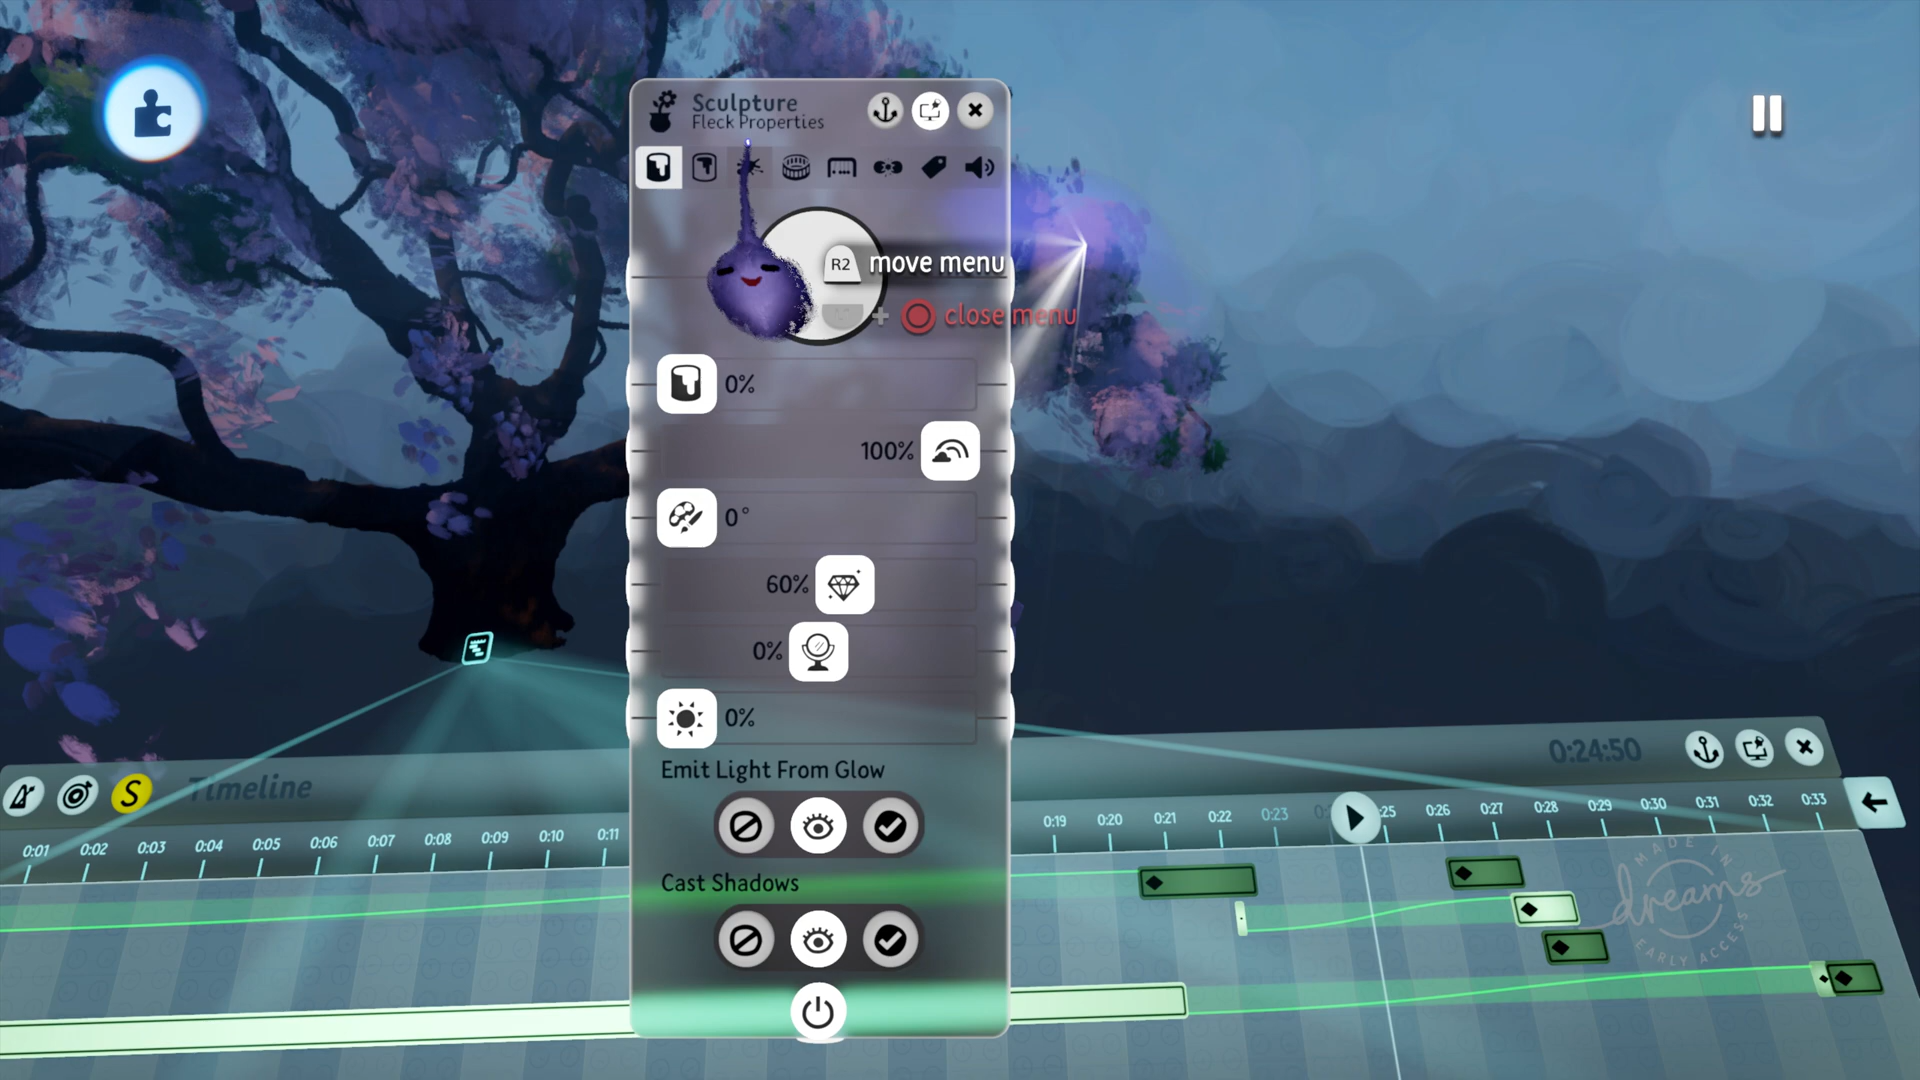 Sculpture
Fleck Properties
R2 move menu
+ close menu
0%
100%
0°
60%
0%
0%
Emit Light From Glow
Cast Shadows
S Timeline
0:24:50
0:01 0:02 0:03 0:04 0:05 0:06 0:07 0:08 0:09 0:10 0:11 0:19 0:20 0:21 0:22 0:23 :25 0:26 0:27 0:28 0:29 0:30 0:31 0:32 0:33
MADE IN
dreams
EARLY ACCESS